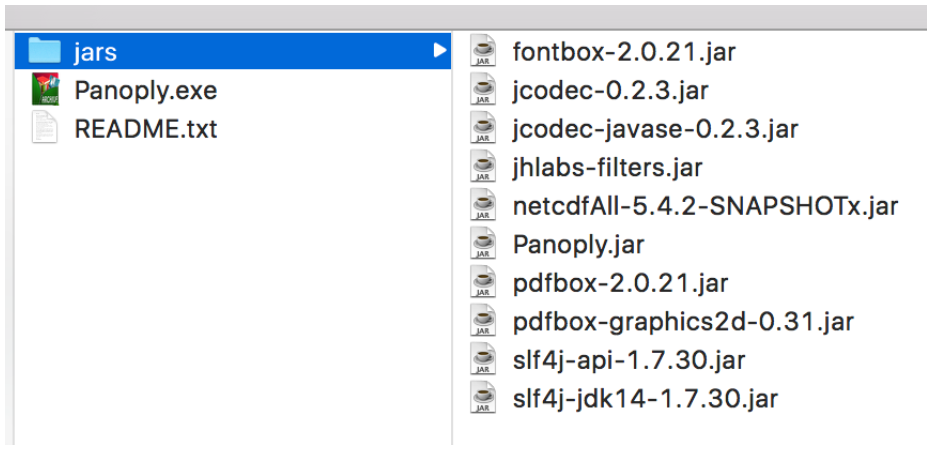 jars
Panoply.exe
README.txt
fontbox-2.0.21.jar
jcodec-0.2.3.jar
jcodec-javase-0.2.3.jar
jhlabs-filters.jar
netcdfAll-5.4.2-SNAPSHOTx.jar
Panoply.jar
pdfbox-2.0.21.jar
pdfbox-graphics2d-0.31.jar
slf4j-api-1.7.30.jar
slf4j-jdk14-1.7.30.jar
JAR
JAR
JAR
JAR
JAR
JAR
JAR
JAR
JAR
JAR